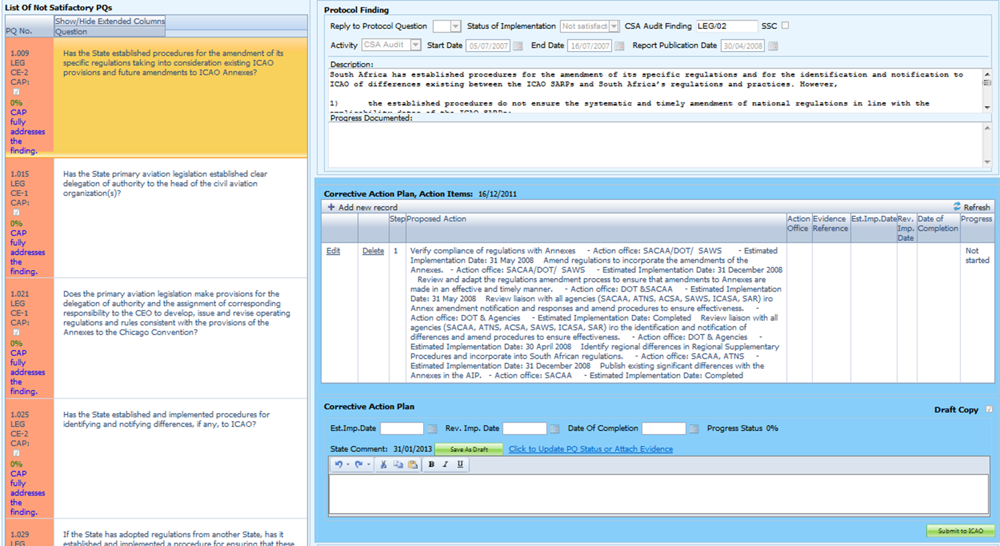 List Of Not Satifactory PQs
Show/Hide Extended Columns
PQ No.
Question
1.009
LEG
CE-2
CAP:
0%
CAP
fully
addresses
the
finding.
Has the State established procedures for the amendment of its
specific regulations taking into consideration existing ICAO
provisions and future amendments to ICAO Annexes?
1.015
LEG
CE-1
CAP:
0%
CAP
fully
addresses
the
finding.
Has the State primary aviation legislation established clear
delegation of authority to the head of the civil aviation
organization(s)?
1.021
LEG
CE-1
CAP:
0%
CAP
fully
addresses
the
finding.
Does the primary aviation legislation make provisions for the
delegation of authority and the assignment of corresponding
responsibility to the CEO to develop, issue and revise operating
regulations and rules consistent with the provisions of the
Annexes to the Chicago Convention?
1.025
LEG
CE-2
CAP:
0%
CAP
fully
addresses
the
finding.
Has the State established and implemented procedures for
identifying and notifying differences, if any, to ICAO?
1.029
LEG
If the State has adopted regulations from another State, has it
established and implemented a procedure for ensuring that these
Protocol Finding
Reply to Protocol Question Status of Implementation Not satisfact CSA Audit Finding LEG/02 SSC
Activity CSA Audit Start Date 05/07/2007 End Date 16/07/2007 Report Publication Date 30/04/2008
Description:
South Africa has established procedures for the amendment of its specific regulations and for the identification and notification to
ICAO of differences existing between the ICAO SARPs and South Africa's regulations and practices. However,
1) the established procedures do not ensure the systematic and timely amendment of national regulations in line with the
applicability dates of the ICAO SARPs;
Progress Documented:
Corrective Action Plan, Action Items: 16/12/2011
+ Add new record
Refresh
Step
Proposed Action
Action
Office
Evidence
Reference
Est.Imp.Date
Rev.
Imp.
Date
Date of
Completion
Progress
Edit
Delete
1
Verify compliance of regulations with Annexes - Action office: SACAA/DOT/ SAWS - Estimated
Implementation Date: 31 May 2008 Amend regulations to incorporate the amendments of the
Annexes. - Action office: SACAA/DOT/ SAWS - Estimated Implementation Date: 31 December 2008
Review and adapt the regulations amendment process to ensure that amendments to Annexes are
made in an effective and timely manner. - Action office: DOT &SACAA - Estimated Implementation
Date: 31 May 2008 Review liaison with all agencies (SACAA, ATNS, ACSA, SAWS, ICASA, SAR) iro
Annex amendment notification and responses and amend procedures to ensure effectiveness. -
Action office: DOT & Agencies - Estimated Implementation Date: Completed Review liaison with all
agencies (SACAA, ATNS, ACSA, SAWS, ICASA, SAR) iro the identification and notification of
differences and amend procedures to ensure effectiveness. - Action office: DOT & Agencies -
Estimated Implementation Date: 30 April 2008 Identify regional differences in Regional Supplementary
Procedures and incorporate into South African regulations. - Action office: SACAA, ATNS -
Estimated Implementation Date: 31 December 2008 Publish existing significant differences with the
Annexes in the AIP. - Action office: SACAA - Estimated Implementation Date: Completed
Not
started
Corrective Action Plan
Draft Copy
Est.Imp.Date Rev. Imp. Date Date Of Completion Progress Status 0%
State Comment: 31/01/2013 Save As Draft Click to Update PQ Status or Attach Evidence
B I U
Submit to ICAO